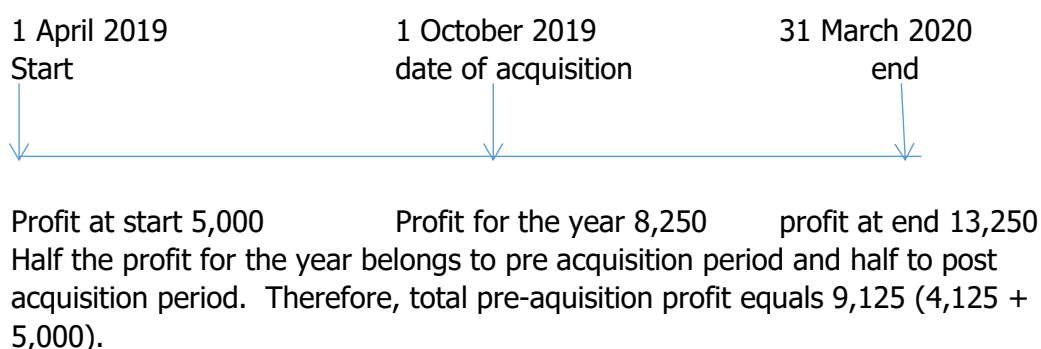 1 April 2019 1 October 2019 31 March 2020
Start date of acquisition end
Profit at start 5,000 Profit for the year 8,250 profit at end 13,250
Half the profit for the year belongs to pre acquisition period and half to post
acquisition period. Therefore, total pre-aquisition profit equals 9,125 (4,125 +
5,000).